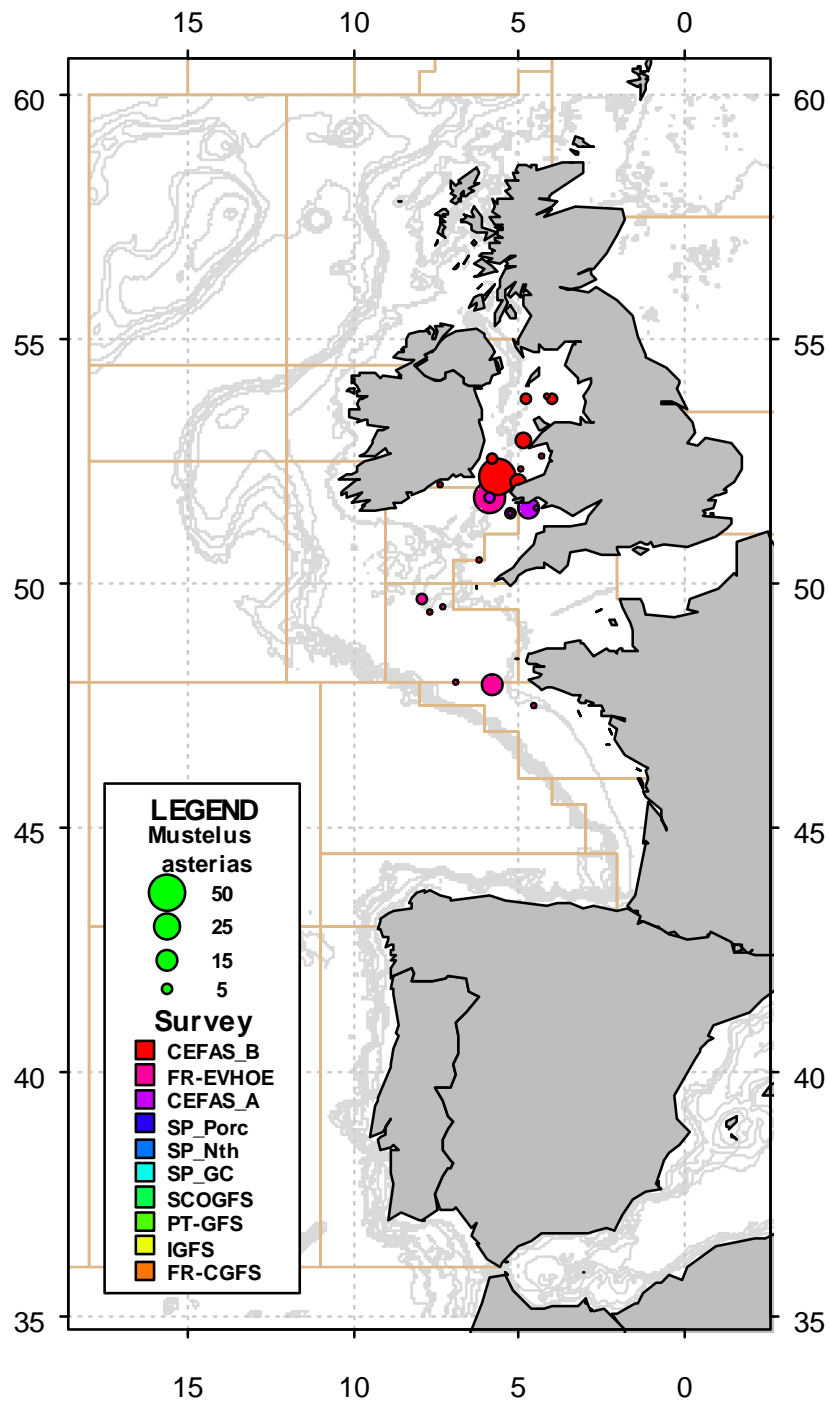 15 10 5 0
60 60
55 55
50 50
45 45
LEGEND
Mustelus
asterias
50
25
15
5
Survey
CEFAS_B
FR-EVHOE
40 40
CEFAS_A
SP_Porc
SP_Nth
SP_GC
SCOGFS
PT-GFS
IGFS
FR-CGFS
35 35
15 10 5 0